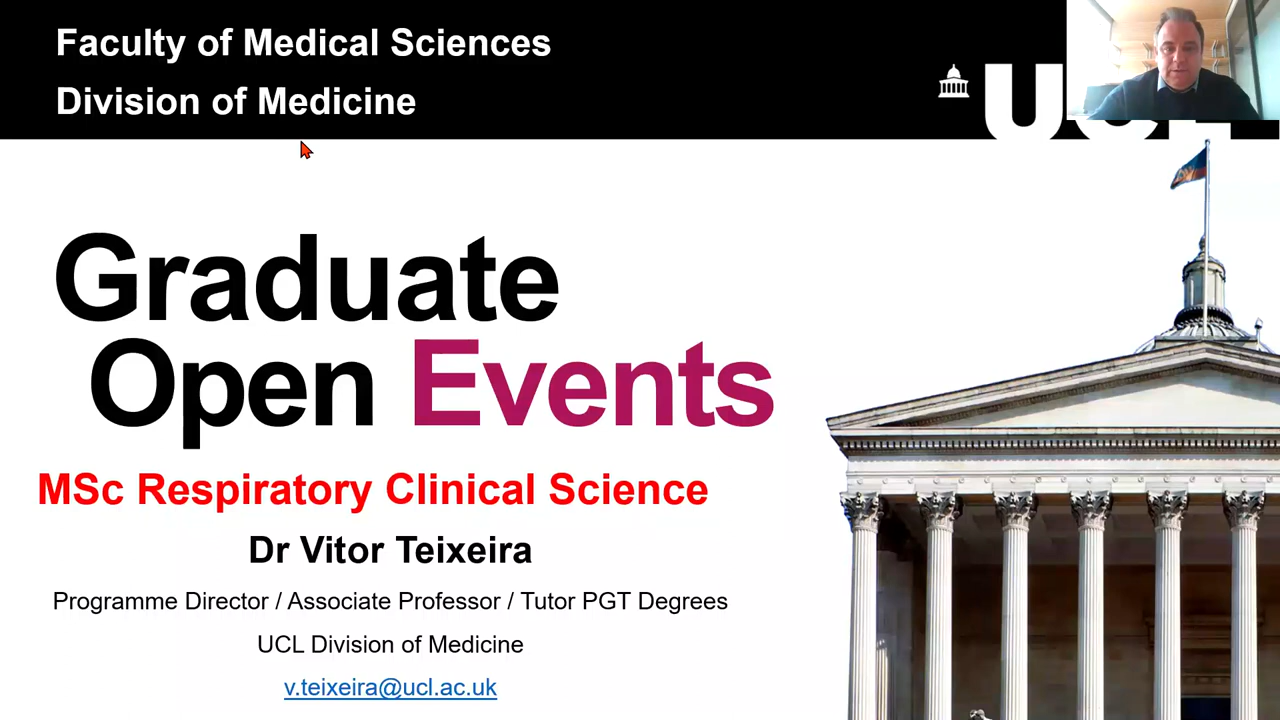 Faculty of Medical Sciences
Division of Medicine
UCL
Graduate
Open Events
MSc Respiratory Clinical Science
Dr Vitor Teixeira
Programme Director / Associate Professor / Tutor PGT Degrees
UCL Division of Medicine
v.teixeira@ucl.ac.uk